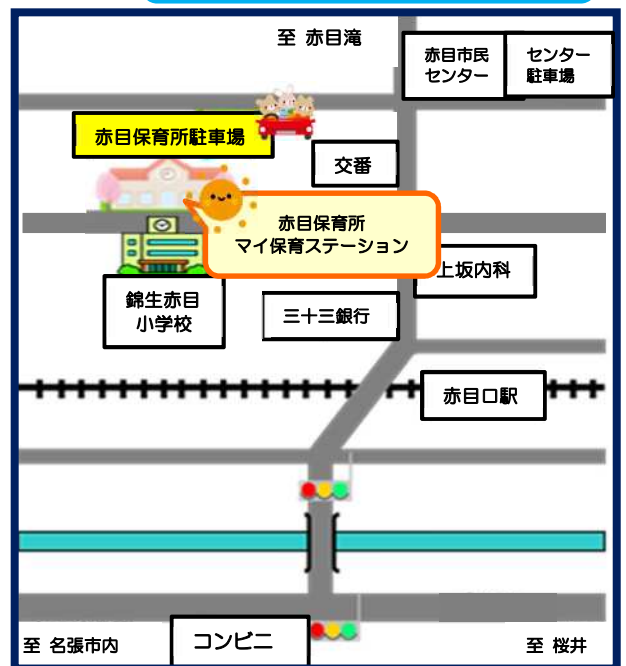 至 赤目滝
赤目市民
センター
センター
駐車場
赤目保育所駐車場
交番
赤目保育所
マイ保育ステーション
上坂内科
錦生赤目
小学校
三十三銀行
赤目口駅
至 名張市内
コンビニ
至 桜井